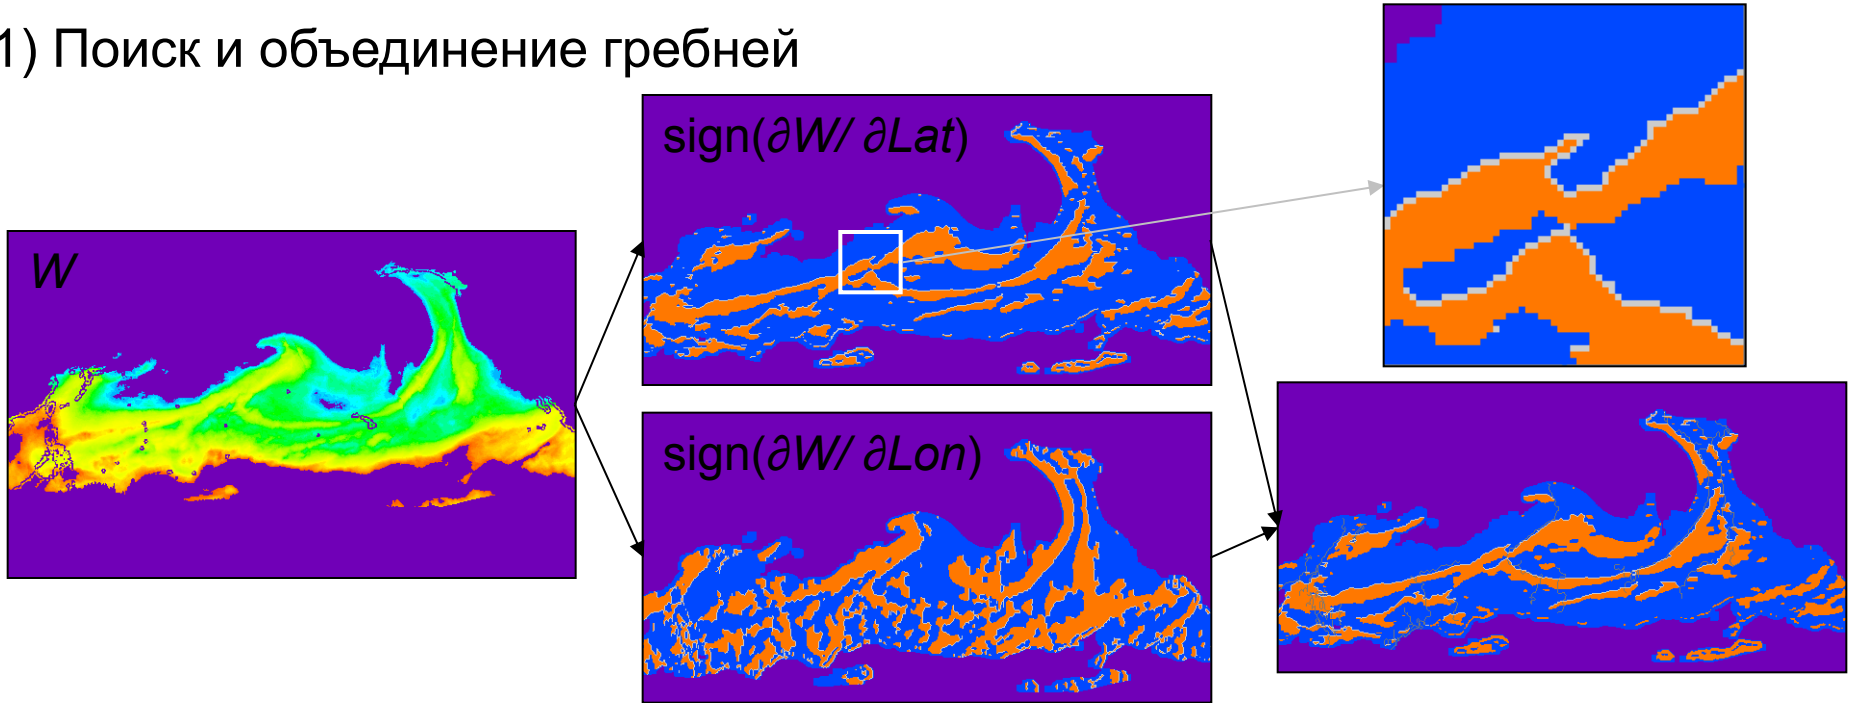 1) Поиск и объединение гребней
W
sign(∂W/ ∂Lat)
sign(∂W/ ∂Lon)